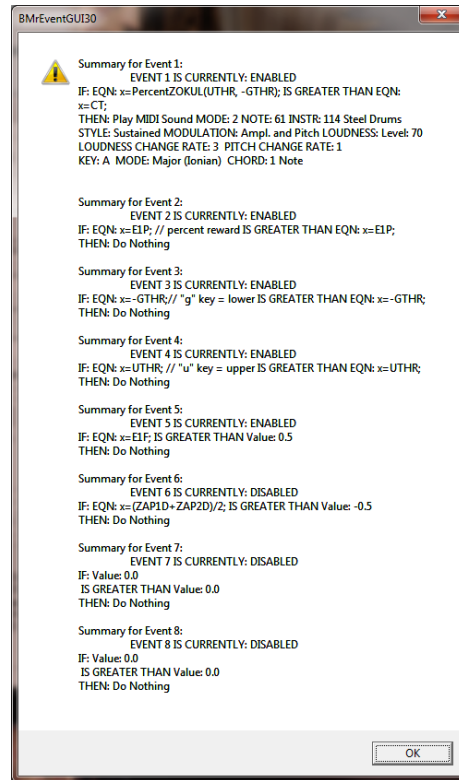 BMrEventGUI30
Summary for Event 1:
EVENT 1 IS CURRENTLY: ENABLED
IF: EQN: x=PercentZOKUL(UTHR, -GTHR); IS GREATER THAN EQN:
x=CT;
THEN: Play MIDI Sound MODE: 2 NOTE: 61 INSTR: 114 Steel Drums
STYLE: Sustained MODULATION: Ampl. and Pitch LOUDNESS: Level: 70
LOUDNESS CHANGE RATE: 3 PITCH CHANGE RATE: 1
KEY: A MODE: Major (Ionian) CHORD: 1 Note
Summary for Event 2:
EVENT 2 IS CURRENTLY: ENABLED
IF: EQN: x=E1P; // percent reward IS GREATER THAN EQN: x=E1P;
THEN: Do Nothing
Summary for Event 3:
EVENT 3 IS CURRENTLY: ENABLED
IF: EQN: x=-GTHR;// "g" key = lower IS GREATER THAN EQN: x=-GTHR;
THEN: Do Nothing
Summary for Event 4:
EVENT 4 IS CURRENTLY: ENABLED
IF: EQN: x=UTHR; // "u" key = upper IS GREATER THAN EQN: x=UTHR;
THEN: Do Nothing
Summary for Event 5:
EVENT 5 IS CURRENTLY: ENABLED
IF: EQN: x=E1F; IS GREATER THAN Value: 0.5
THEN: Do Nothing
Summary for Event 6:
EVENT 6 IS CURRENTLY: DISABLED
IF: EQN: x=(ZAP1D+ZAP2D)/2; IS GREATER THAN Value: -0.5
THEN: Do Nothing
Summary for Event 7:
EVENT 7 IS CURRENTLY: DISABLED
IF: Value: 0.0
IS GREATER THAN Value: 0.0
THEN: Do Nothing
Summary for Event 8:
EVENT 8 IS CURRENTLY: DISABLED
IF: Value: 0.0
IS GREATER THAN Value: 0.0
THEN: Do Nothing
OK